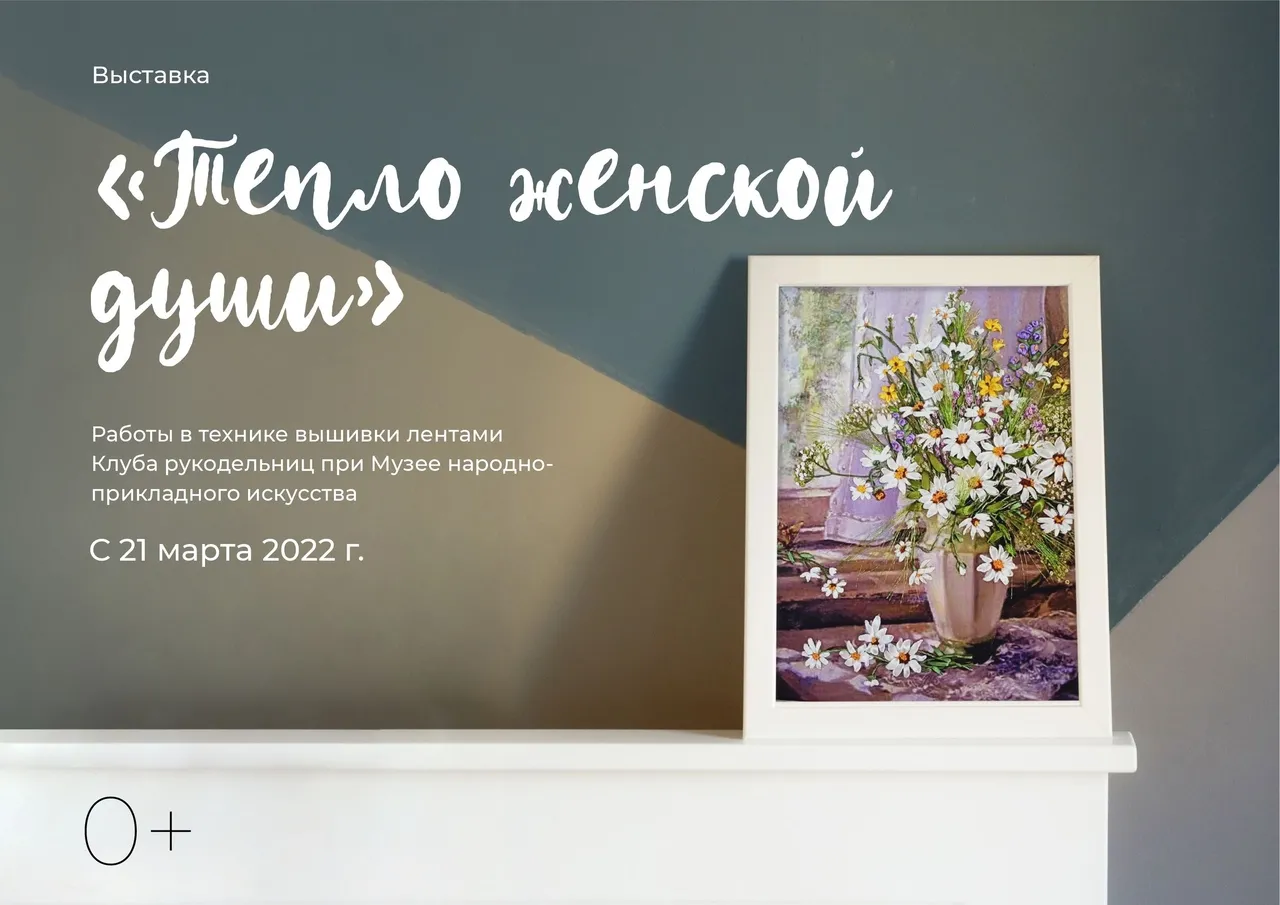 Выставка
«Тепло женской
души»
Работы в технике вышивки лентами
Клуба рукодельниц при Музее народно-
прикладного искусства
С 21 марта 2022 г.
0+